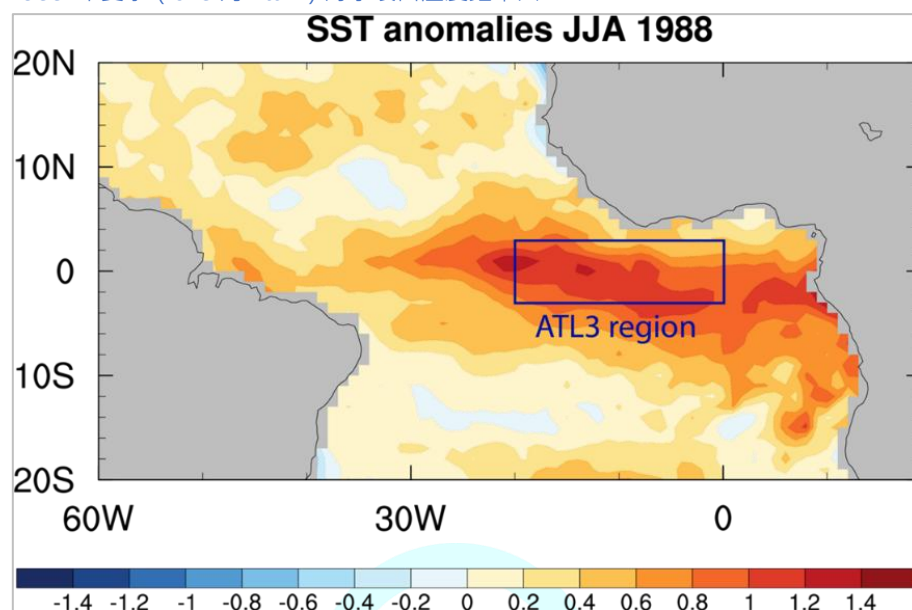 SST anomalies JJA 1988
20N
10N
0
10S
20S
ATL3 region
60W 30W 0
-1.4 -1.2 -1 -0.8 -0.6 -0.4 -0.2 0 0.2 0.4 0.6 0.8 1 1.2 1.4